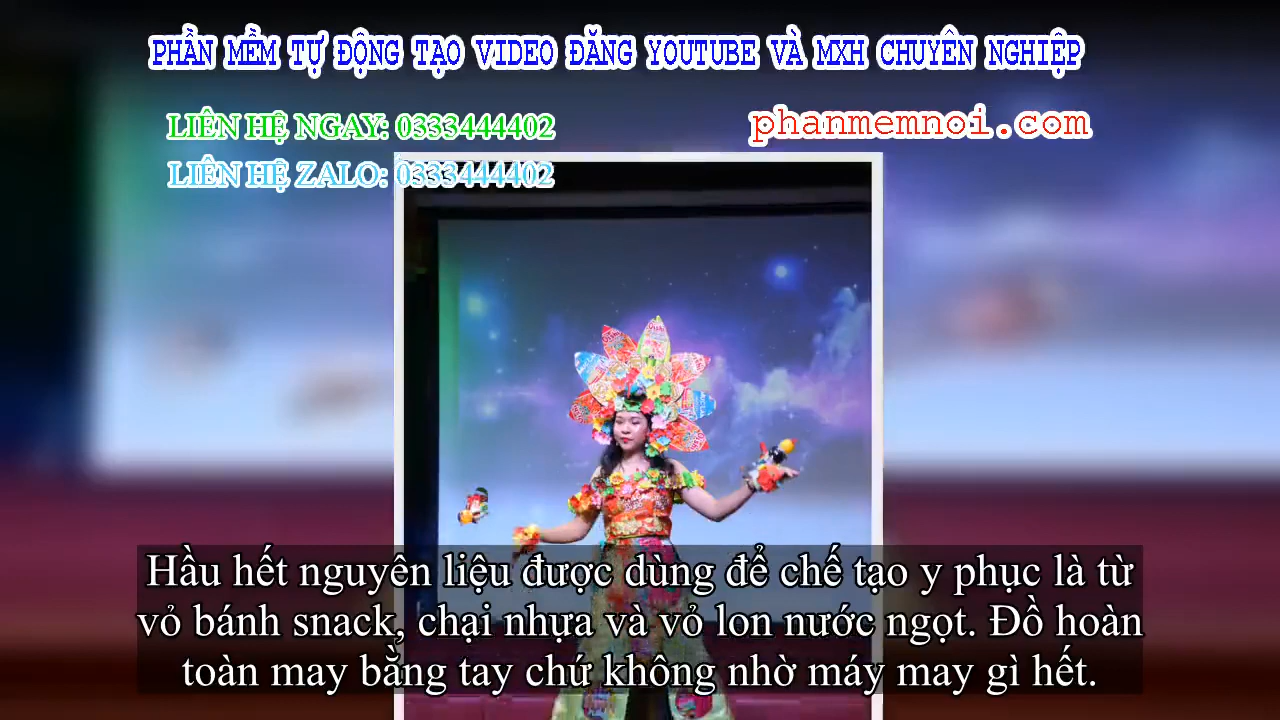 PHẦN MỀM TỰ ĐỘNG TẠO VIDEO ĐĂNG YOUTUBE VÀ MXH CHUYÊN NGHIỆP
LIÊN HỆ NGAY: 0333444402
phanmemnoi.com
LIÊN HỆ ZALO: 0333444402
Hầu hết nguyên liệu được dùng để chế tạo y phục là từ
vỏ bánh snack, chai nhựa và vỏ lon nước ngọt. Đồ hoàn
toàn may bằng tay chứ không nhờ máy may gì hết.